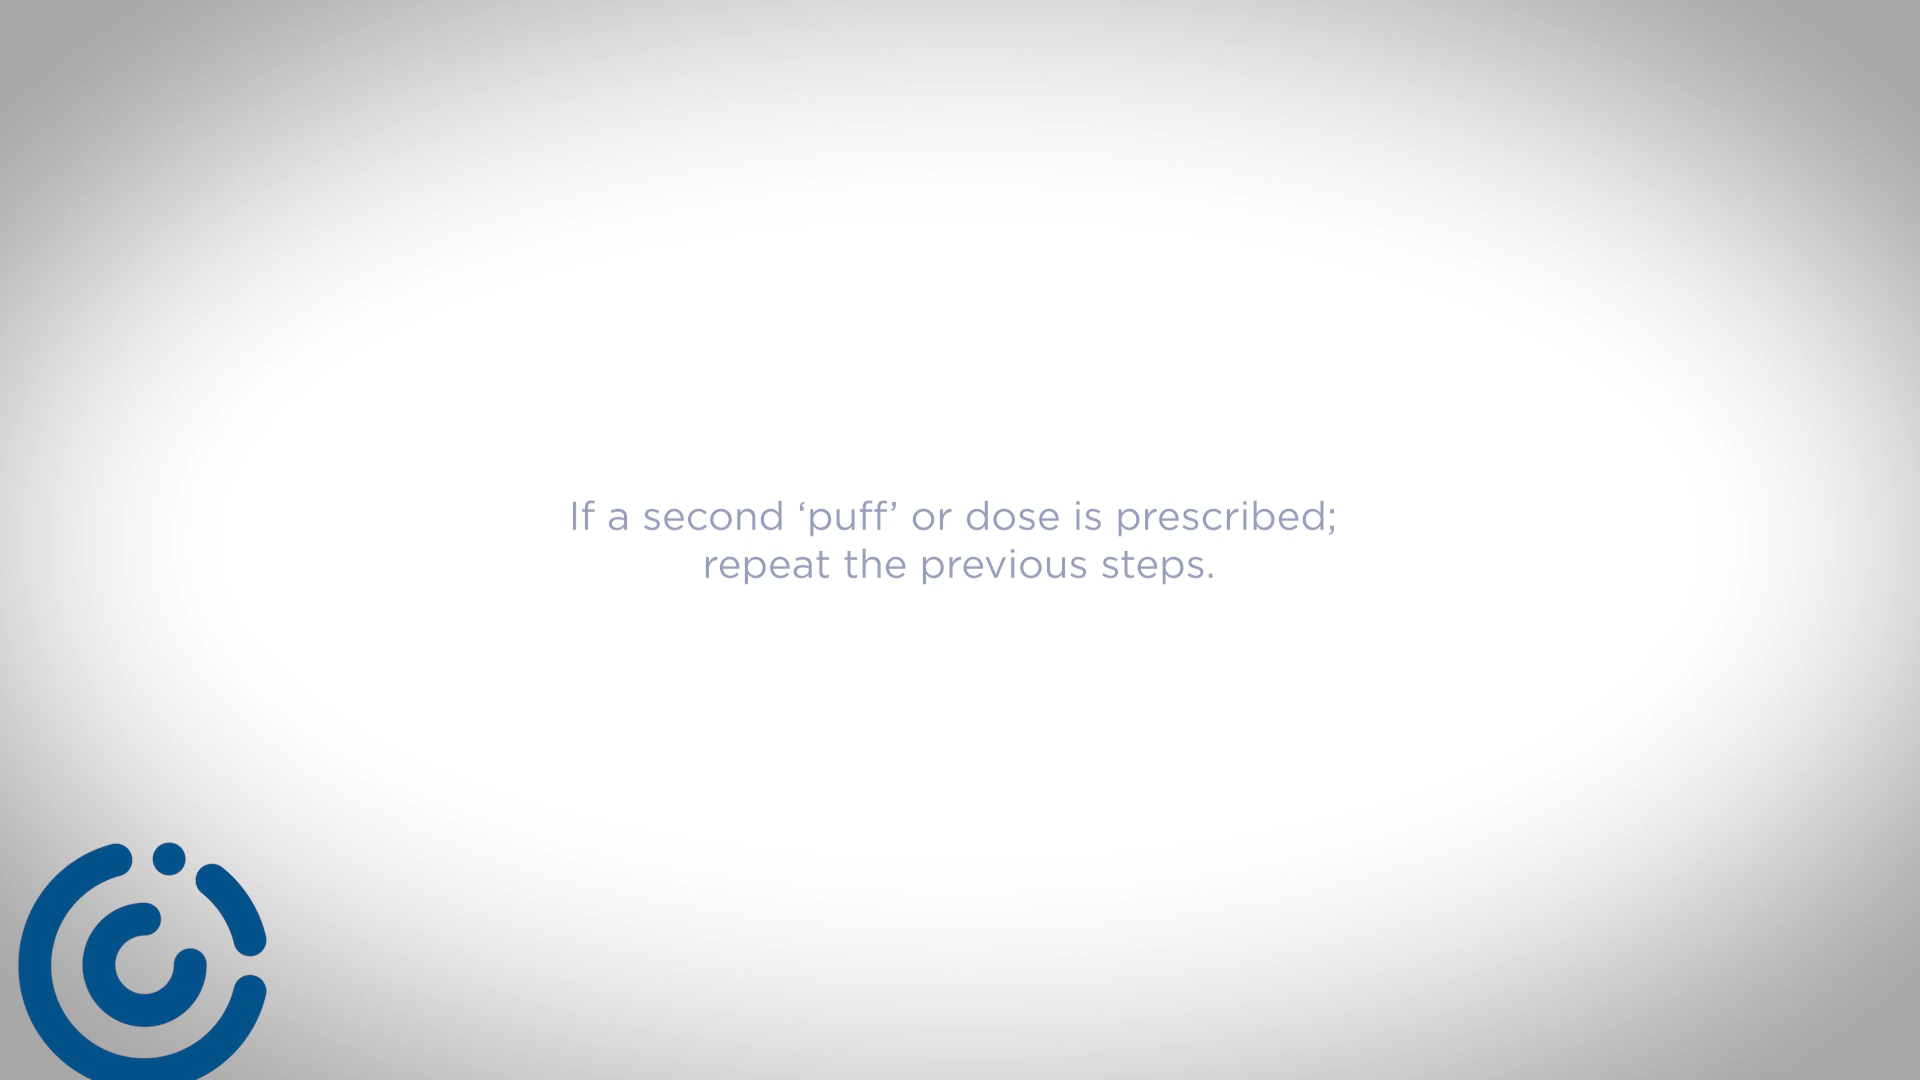 If a second ‘puff’ or dose is prescribed;
repeat the previous steps.